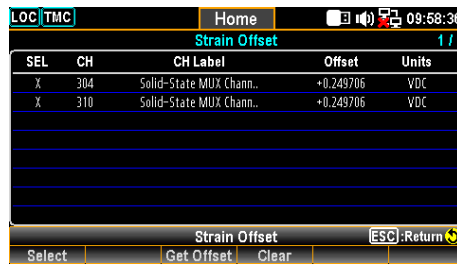 LOC TMC Home 09:58:36
Strain Offset 1 /
SEL CH CH Label Offset Units
X 304 Solid-State MUX Chann.. +0.249706 VDC
X 310 Solid-State MUX Chann.. +0.249706 VDC
Strain Offset ESC :Return
Select Get Offset Clear